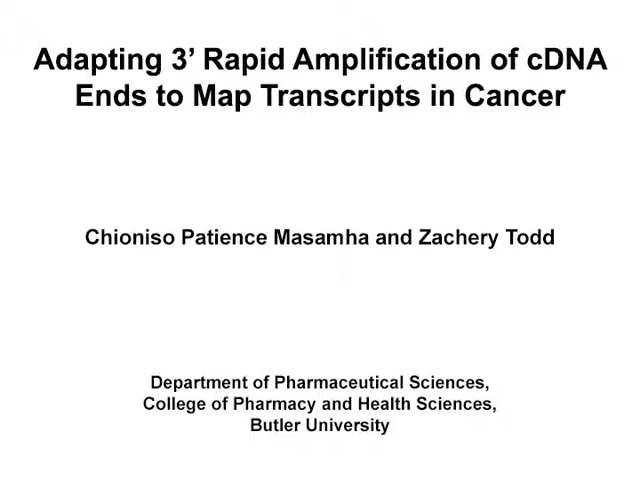 Adapting 3’ Rapid Amplification of cDNA
Ends to Map Transcripts in Cancer
Chioniso Patience Masamha and Zachery Todd
Department of Pharmaceutical Sciences,
College of Pharmacy and Health Sciences,
Butler University